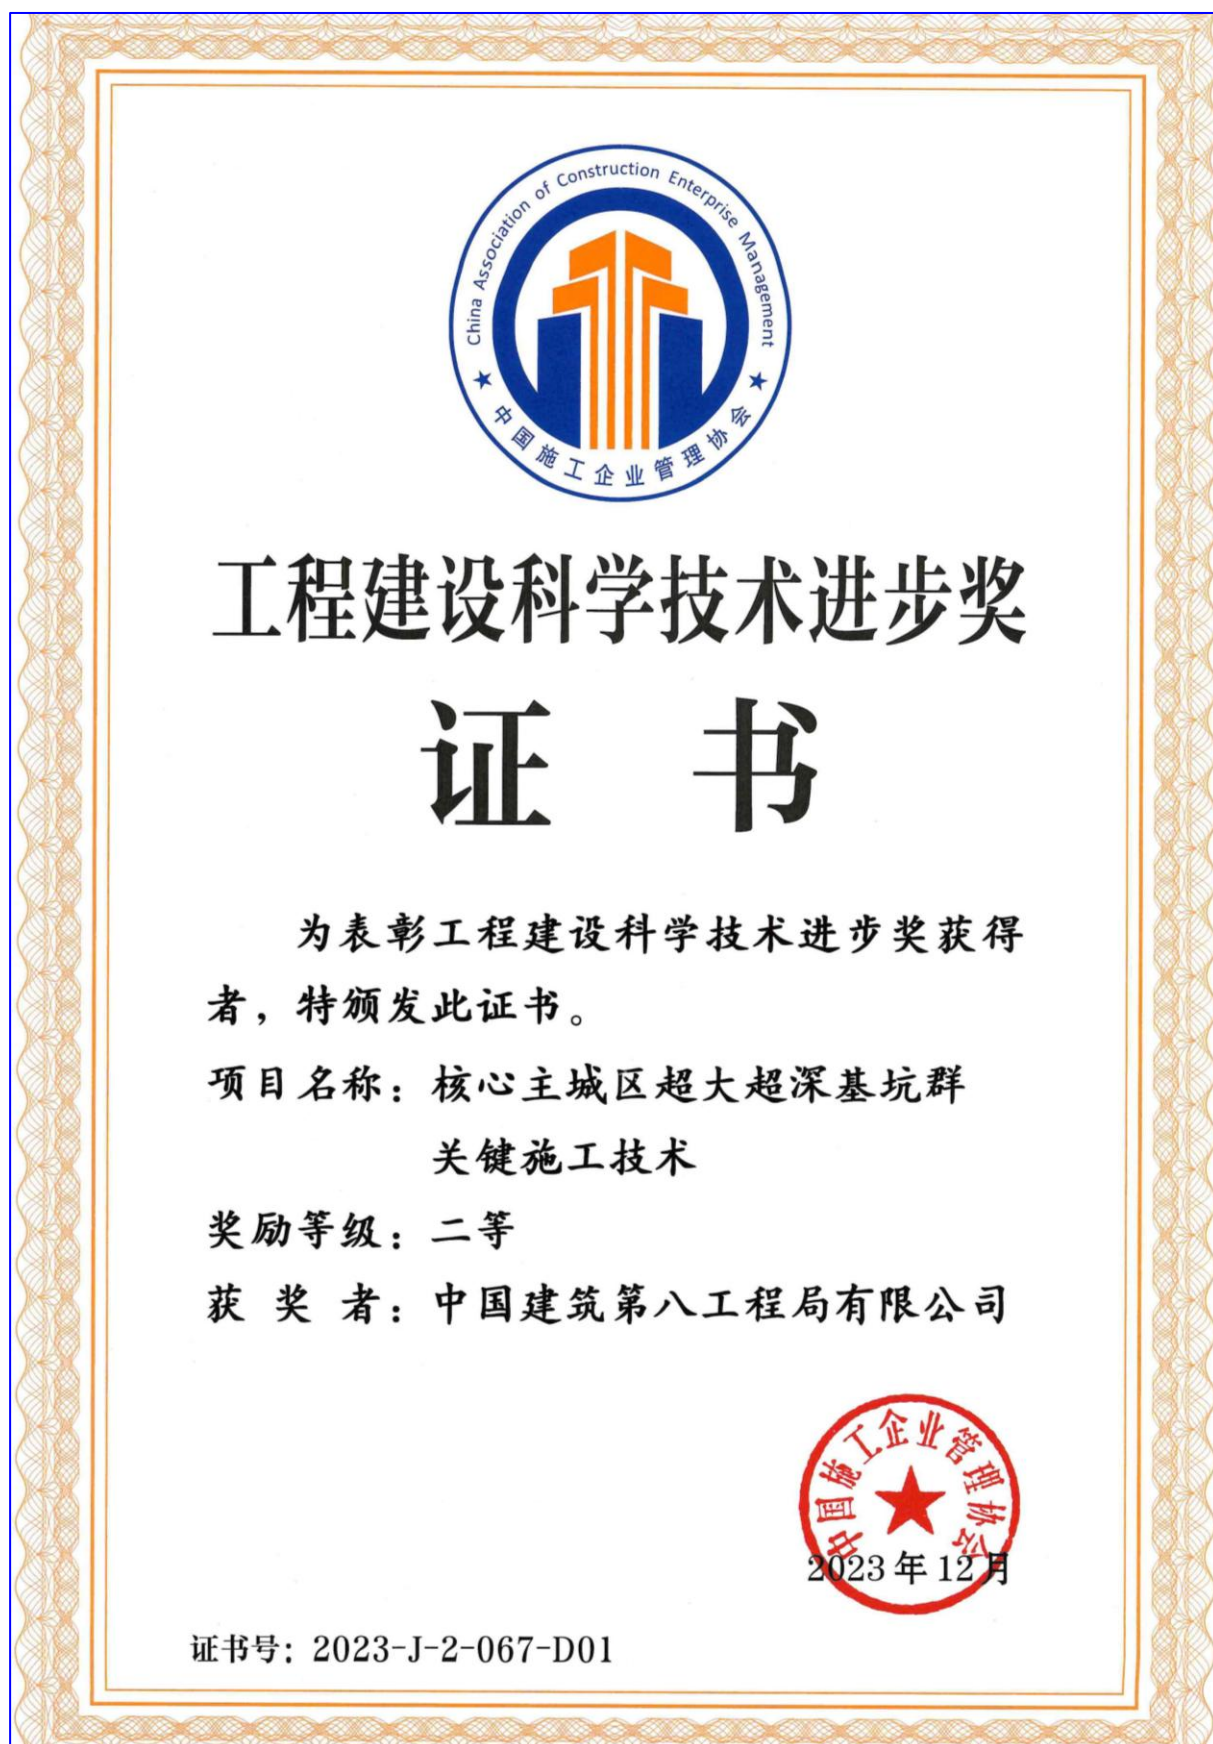 China Association of Construction Enterprise Management
中国施工企业管理协会
工程建设科学技术进步奖
证 书
为表彰工程建设科学技术进步奖获得
者，特颁发此证书。
项目名称：核心主城区超大超深基坑群
关键施工技术
奖励等级：二等
获 奖 者：中国建筑第八工程局有限公司
中国施工企业管理协会
2023年12月
证书号：2023-J-2-067-D01